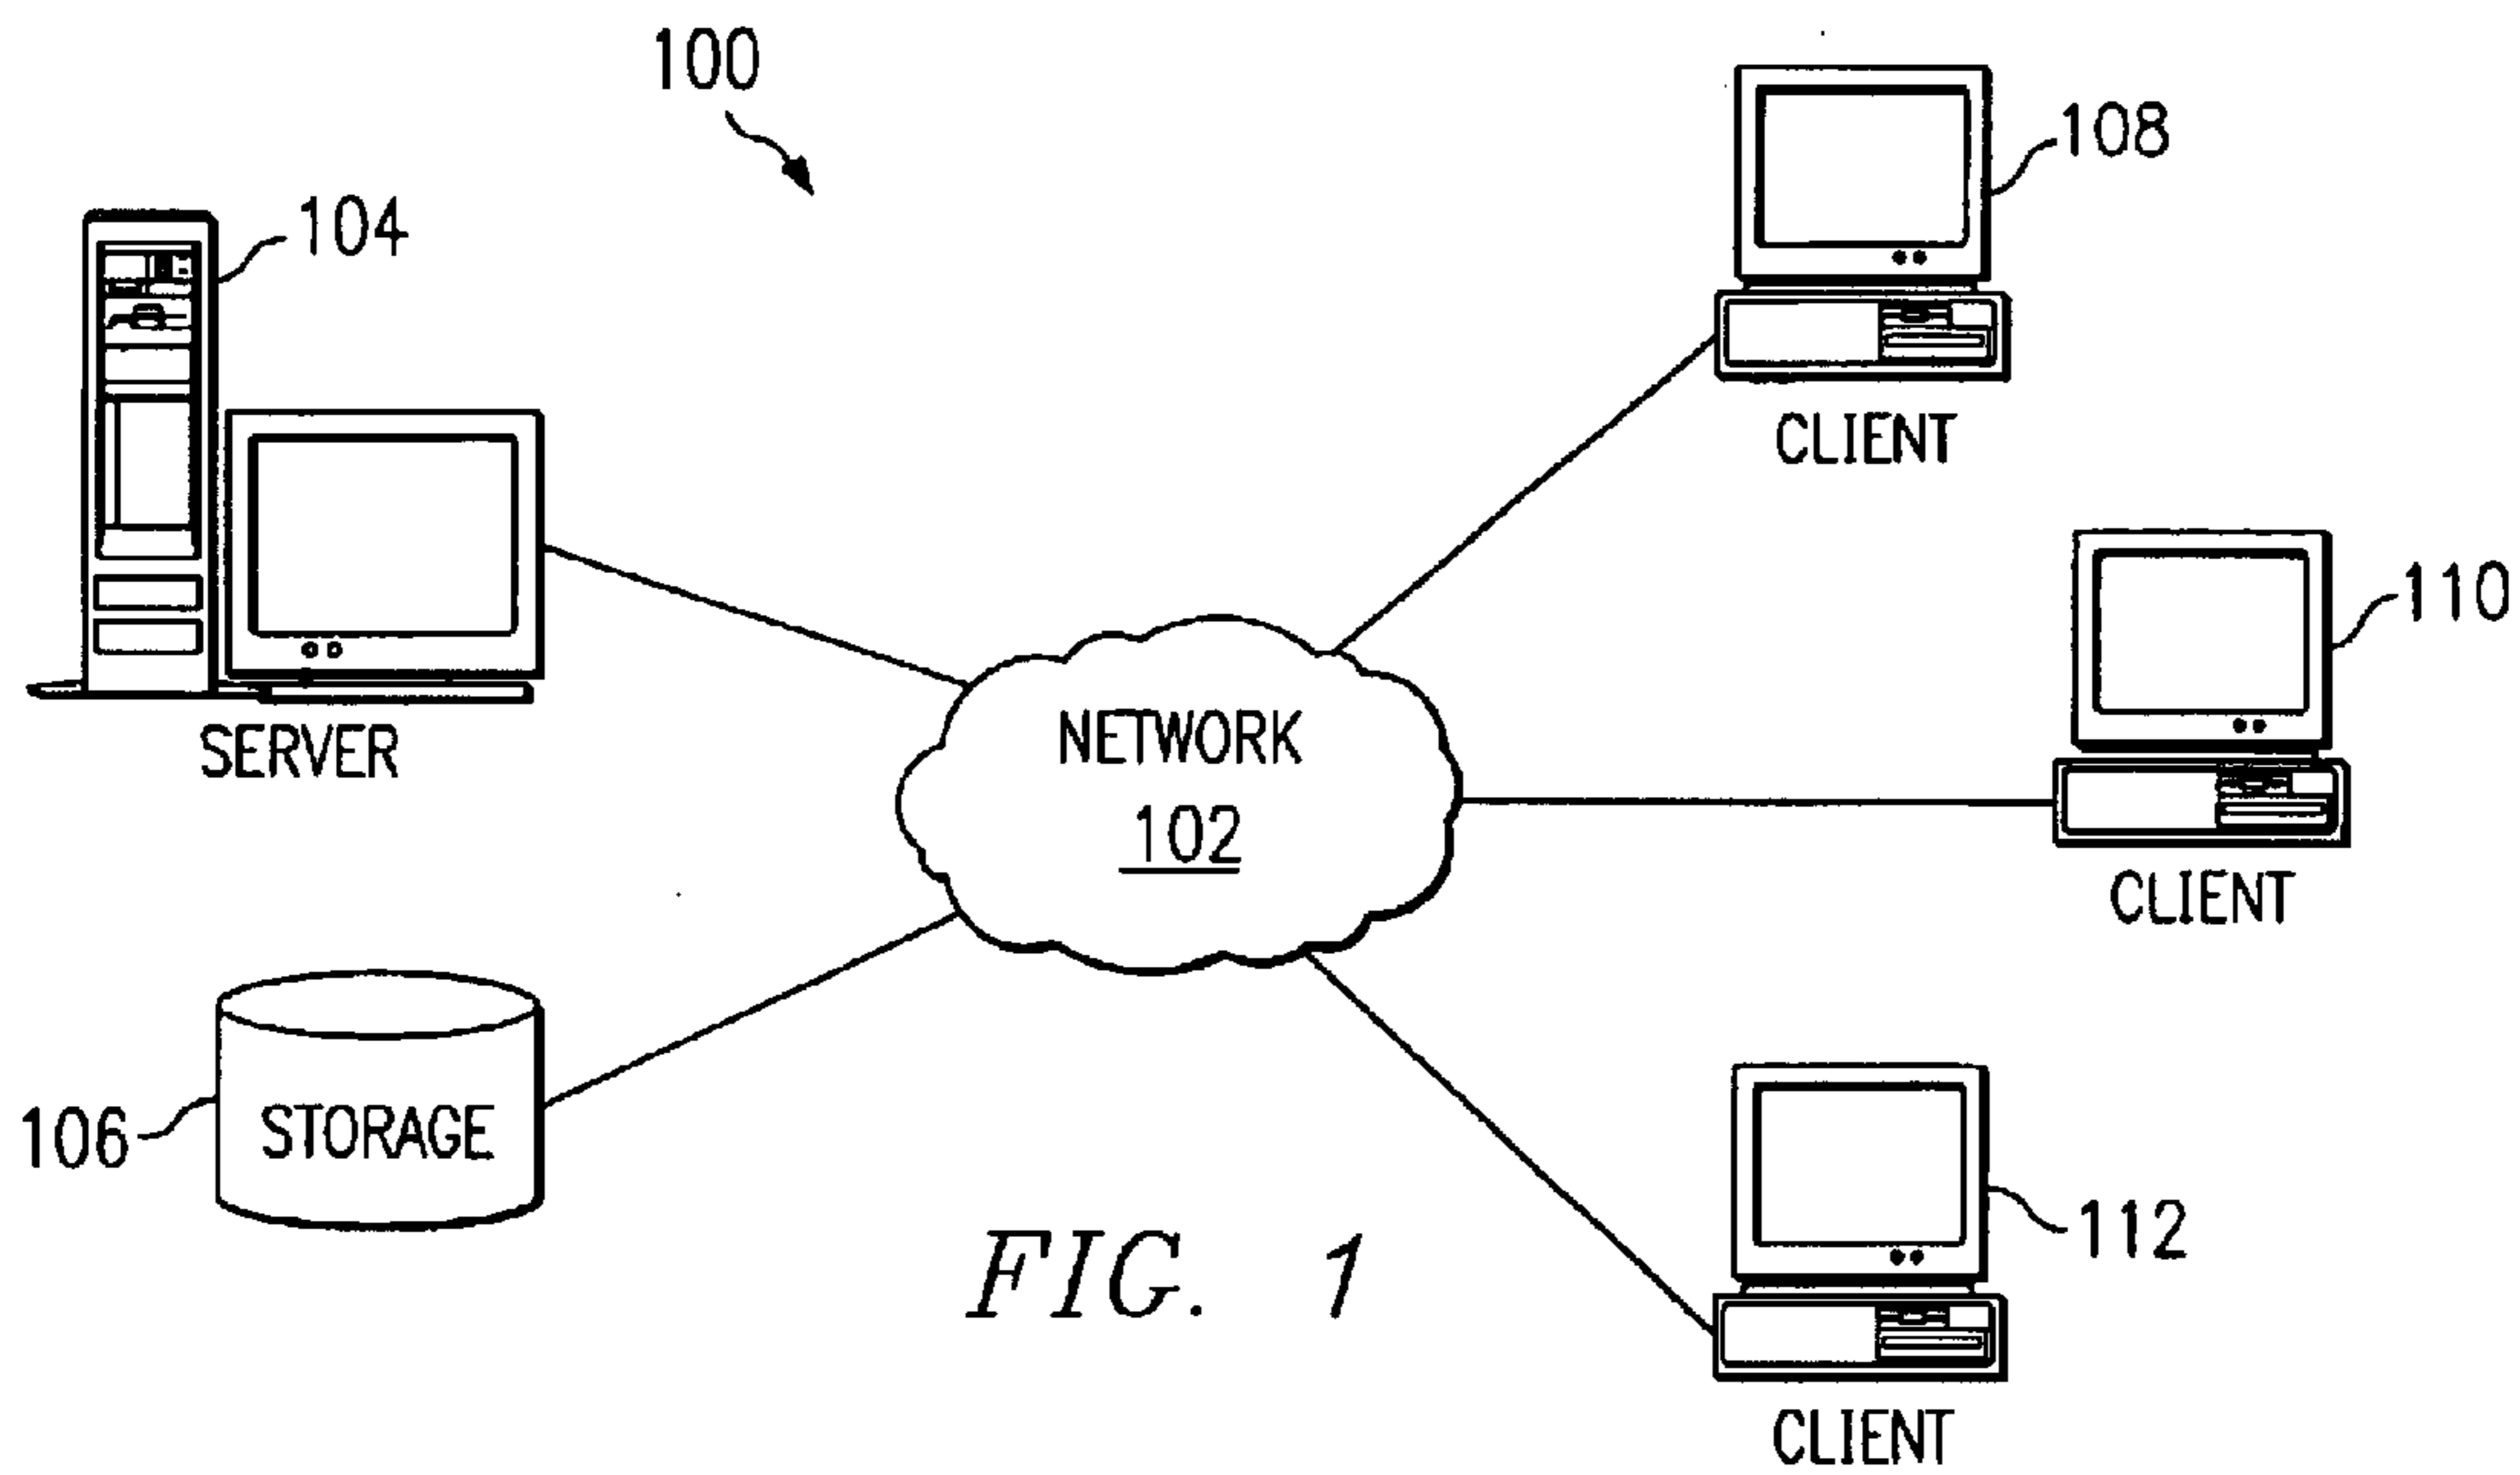 100
108
104
CLIENT
110
SERVER
NETWORK
102
CLIENT
106
STORAGE
112
FIG. 1
CLIENT